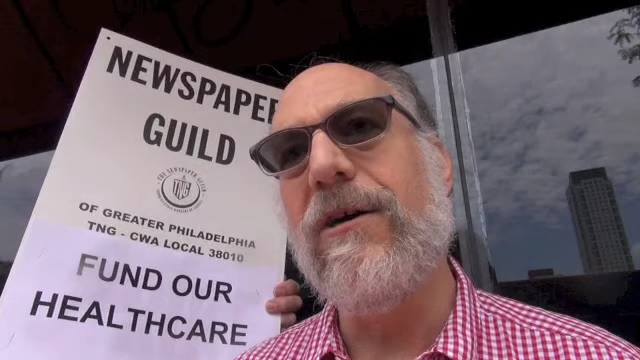 NEWSPAPER
GUILD
TNG
OF GREATER PHILADELPHIA
TNG - CWA LOCAL 38010
FUND OUR
HEALTHCARE